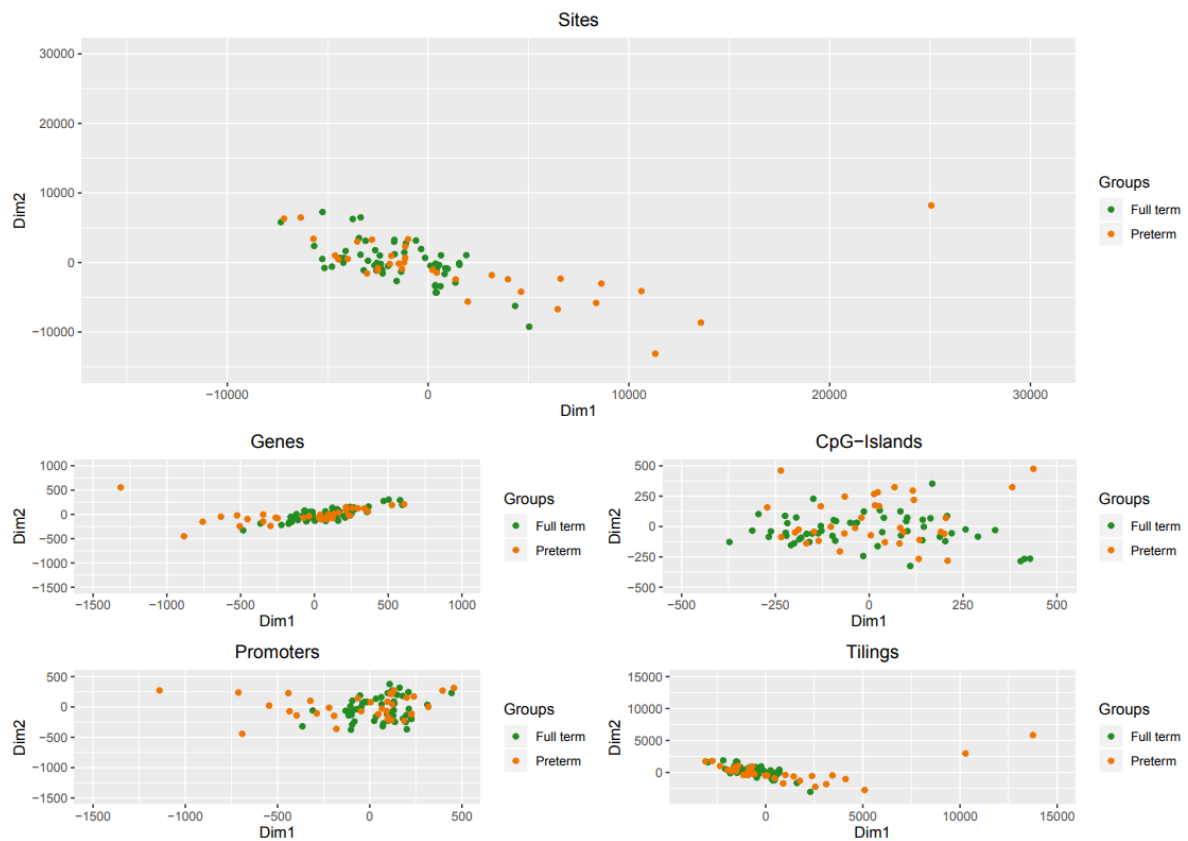 Sites
30000
20000
10000
0
−10000
Dim2
−10000 0 10000 20000 30000
Dim1
Groups
Full term
Preterm
Genes
1000
500
0
−500
−1000
−1500
Dim2
−1500 −1000 −500 0 500 1000
Dim1
Groups
Full term
Preterm
CpG−Islands
500
250
0
−250
−500
Dim2
−500 −250 0 250 500
Dim1
Groups
Full term
Preterm
Promoters
500
0
−500
−1000
−1500
Dim2
−1500 −1000 −500 0 500
Dim1
Groups
Full term
Preterm
Tilings
15000
10000
5000
0
Dim2
0 5000 10000 15000
Dim1
Groups
Full term
Preterm